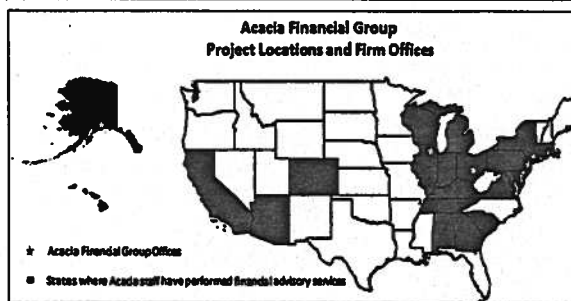 Acacia Financial Group
Project Locations and Firm Offices
Acacia Financial Group Offices
States where Acacia staff have performed financial advisory services